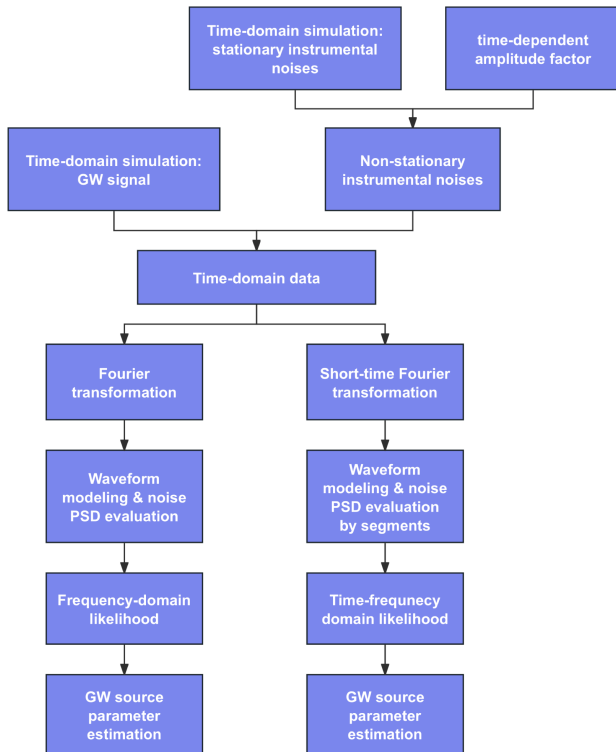 Time-domain simulation:
stationary instrumental
noises
time-dependent
amplitude factor
Time-domain simulation:
GW signal
Non-stationary
instrumental noises
Time-domain data
Fourier
transformation
Short-time Fourier
transformation
Waveform
modeling & noise
PSD evaluation
Waveform
modeling & noise
PSD evaluation
by segments
Frequency-domain
likelihood
Time-frequnecy
domain likelihood
GW source
parameter
estimation
GW source
parameter
estimation